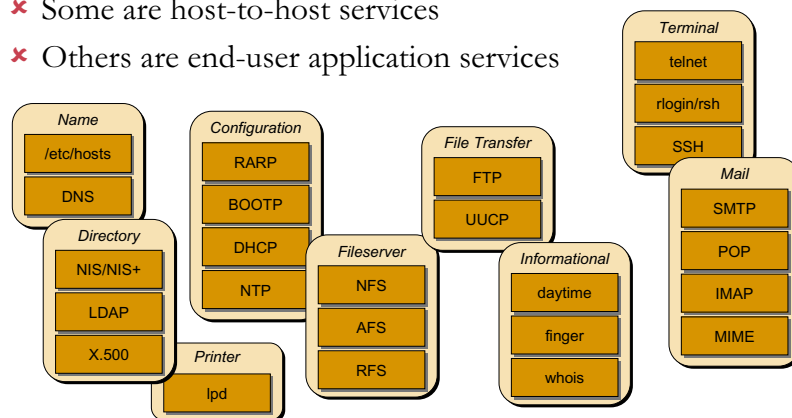 Some are host-to-host services
Others are end-user application services
Terminal
telnet
rlogin/rsh
SSH
Name
/etc/hosts
DNS
Configuration
RARP
BOOTP
DHCP
NTP
File Transfer
FTP
UUCP
Mail
SMTP
POP
IMAP
MIME
Directory
NIS/NIS+
LDAP
X.500
Fileserver
NFS
AFS
RFS
Informational
daytime
finger
whois
Printer
lpd